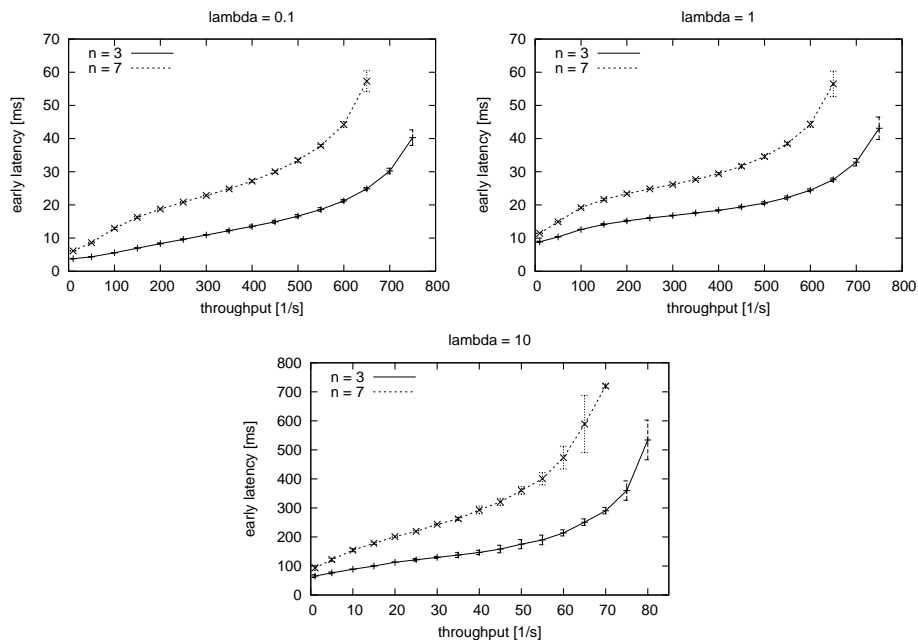 lambda = 0.1
70
60
50
40
30
20
10
0
early latency [ms]
n = 3
n = 7
0 100 200 300 400 500 600 700 800
throughput [1/s]
lambda = 1
70
60
50
40
30
20
10
0
early latency [ms]
n = 3
n = 7
0 100 200 300 400 500 600 700 800
throughput [1/s]
lambda = 10
800
700
600
500
400
300
200
100
0
early latency [ms]
n = 3
n = 7
0 10 20 30 40 50 60 70 80
throughput [1/s]